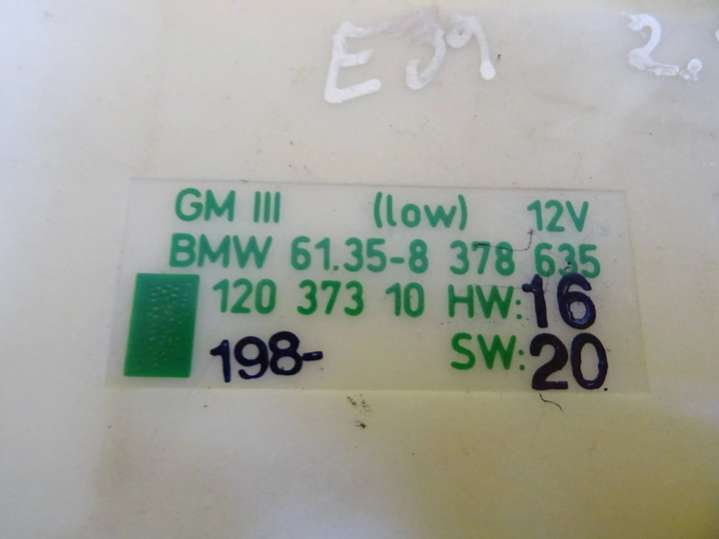 E39 2.
GM III (low) 12V
BMW 61.35-8 378 635
120 373 10 HW:16
198- SW:20